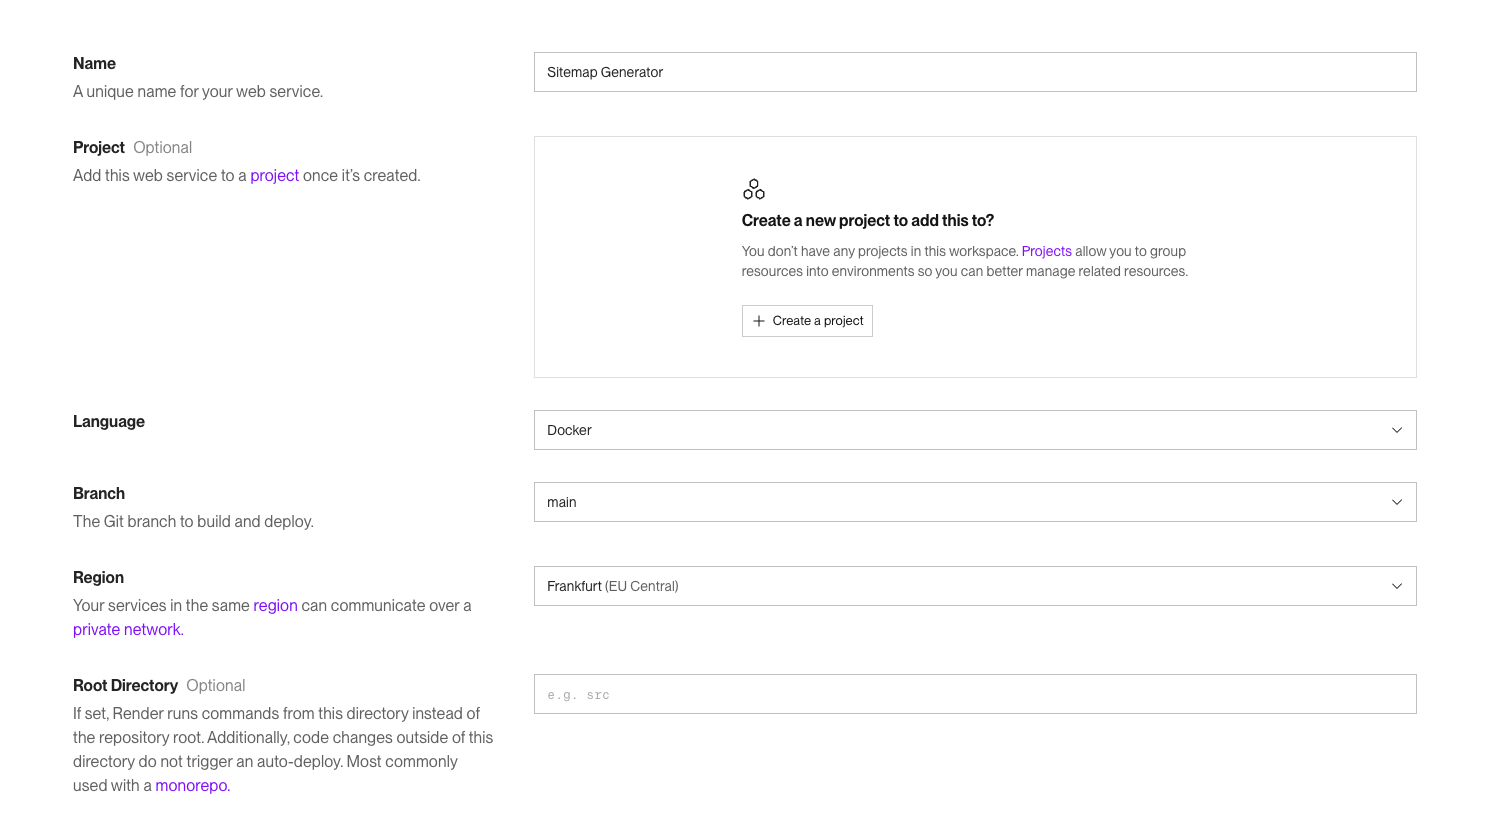 Name
Sitemap Generator
A unique name for your web service.
Project Optional
Add this web service to a project once it’s created.
Create a new project to add this to?
You don’t have any projects in this workspace. Projects allow you to group
resources into environments so you can better manage related resources.
Create a project
Language
Docker
Branch
main
The Git branch to build and deploy.
Region
Frankfurt (EU Central)
Your services in the same region can communicate over a
private network.
Root Directory Optional
e.g. src
If set, Render runs commands from this directory instead of
the repository root. Additionally, code changes outside of this
directory do not trigger an auto-deploy. Most commonly
used with a monorepo.